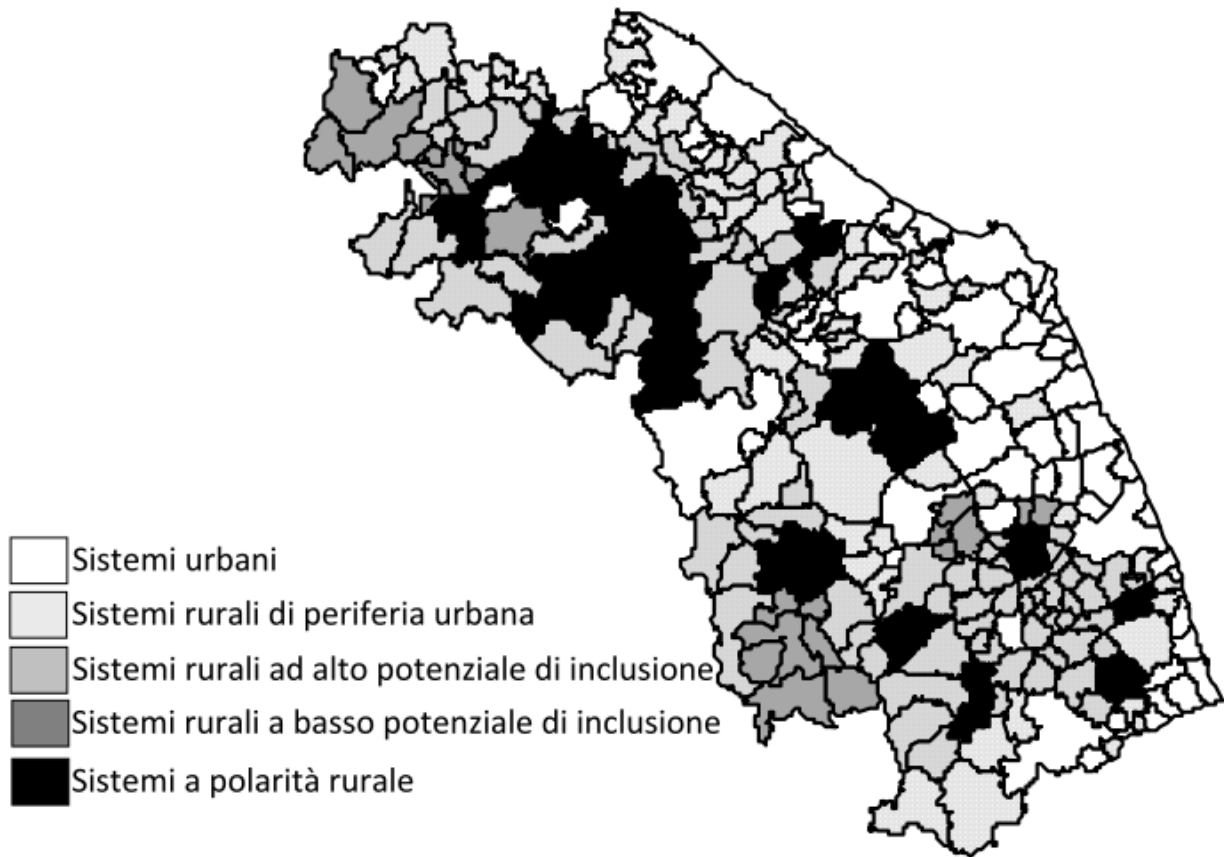 Sistemi urbani
Sistemi rurali di periferia urbana
Sistemi rurali ad alto potenziale di inclusione
Sistemi rurali a basso potenziale di inclusione
Sistemi a polarità rurale